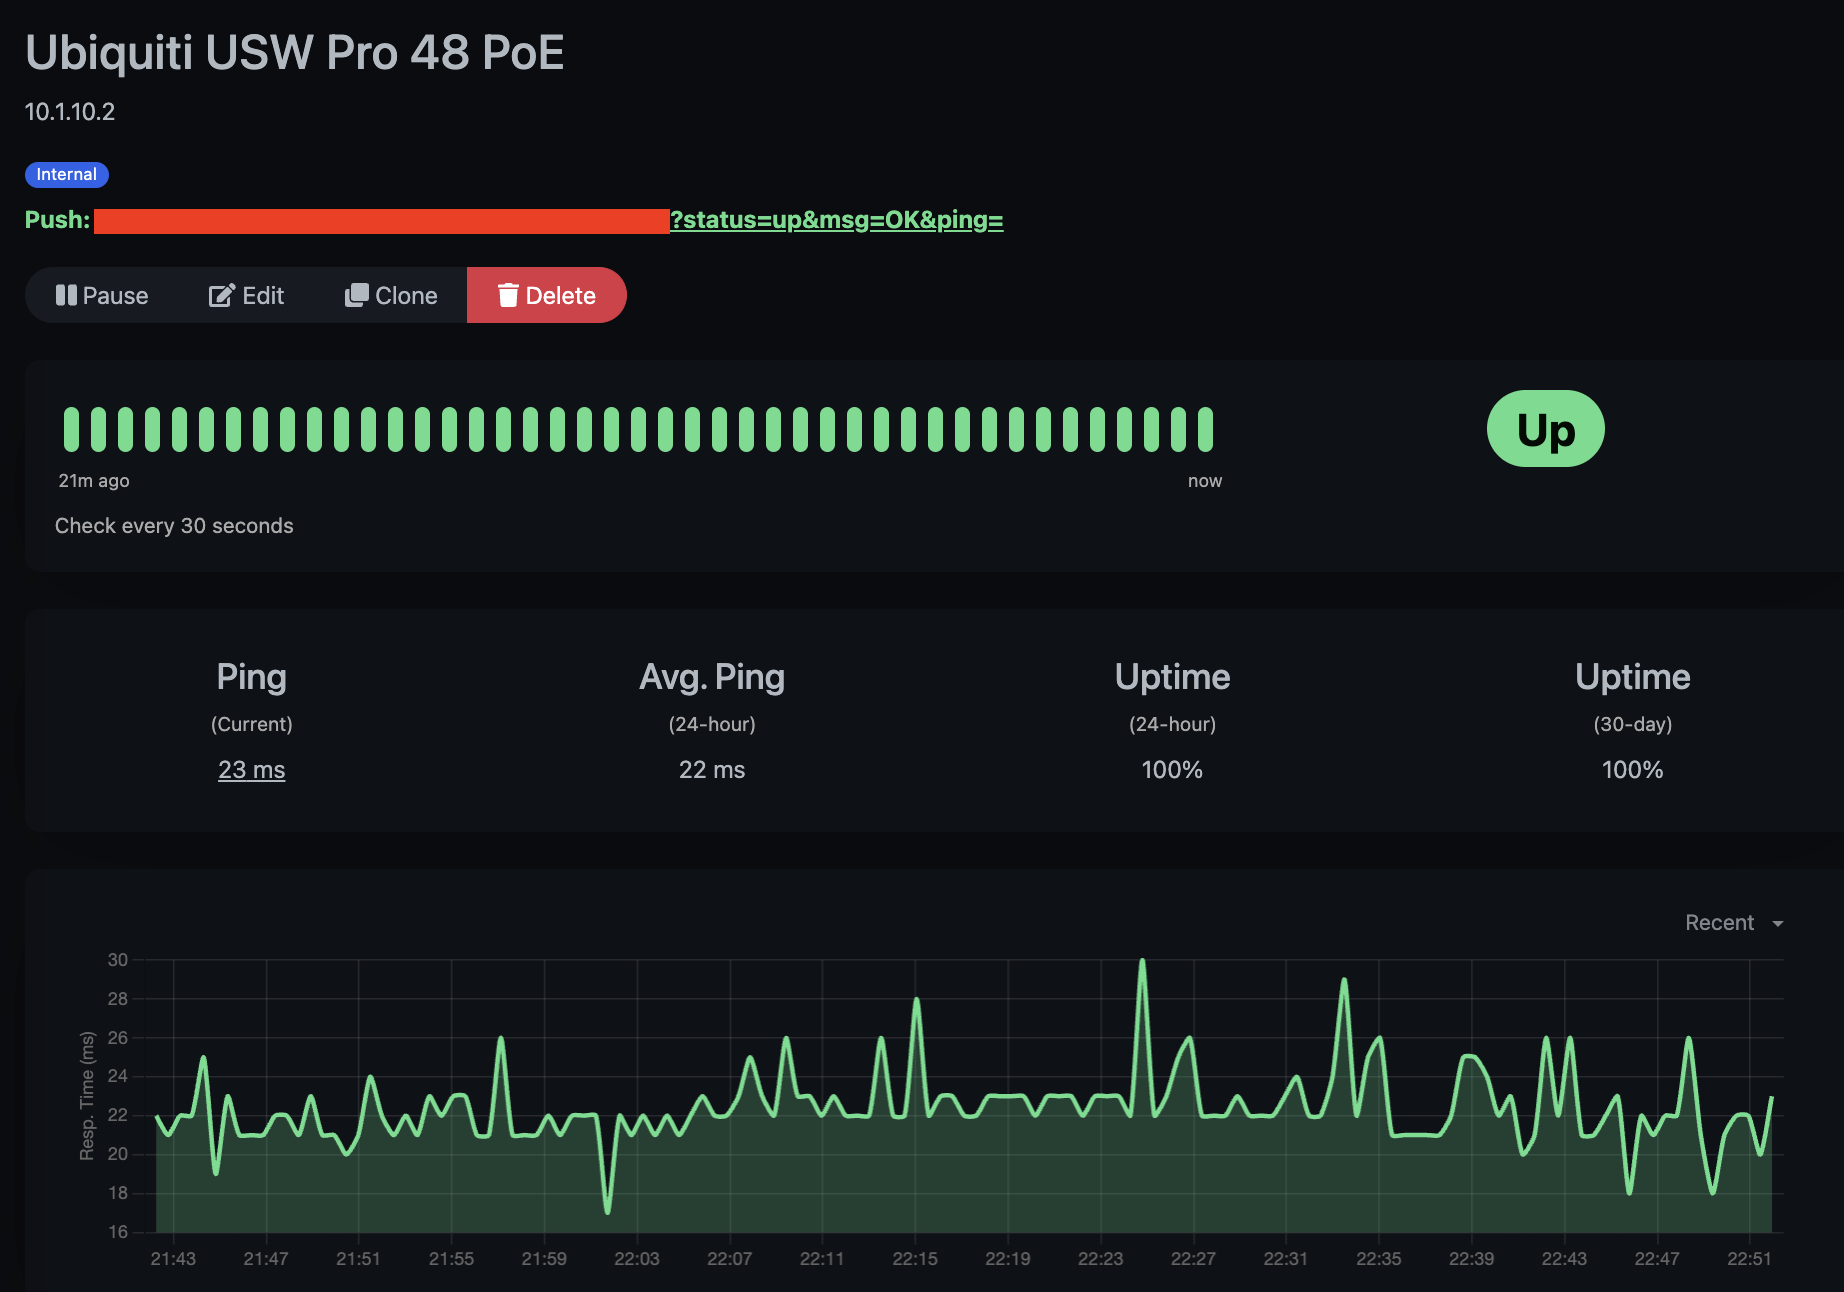 Ubiquiti USW Pro 48 PoE
10.1.10.2
Internal
Push: ?status=up&msg=OK&ping=
Pause Edit Clone Delete
Up
21m ago now
Check every 30 seconds
Ping Avg. Ping Uptime Uptime
(Current) (24-hour) (24-hour) (30-day)
23 ms 22 ms 100% 100%
Recent
Resp. Time (ms)
30
28
26
24
22
20
18
16
21:43 21:47 21:51 21:55 21:59 22:03 22:07 22:11 22:15 22:19 22:23 22:27 22:31 22:35 22:39 22:43 22:47 22:51